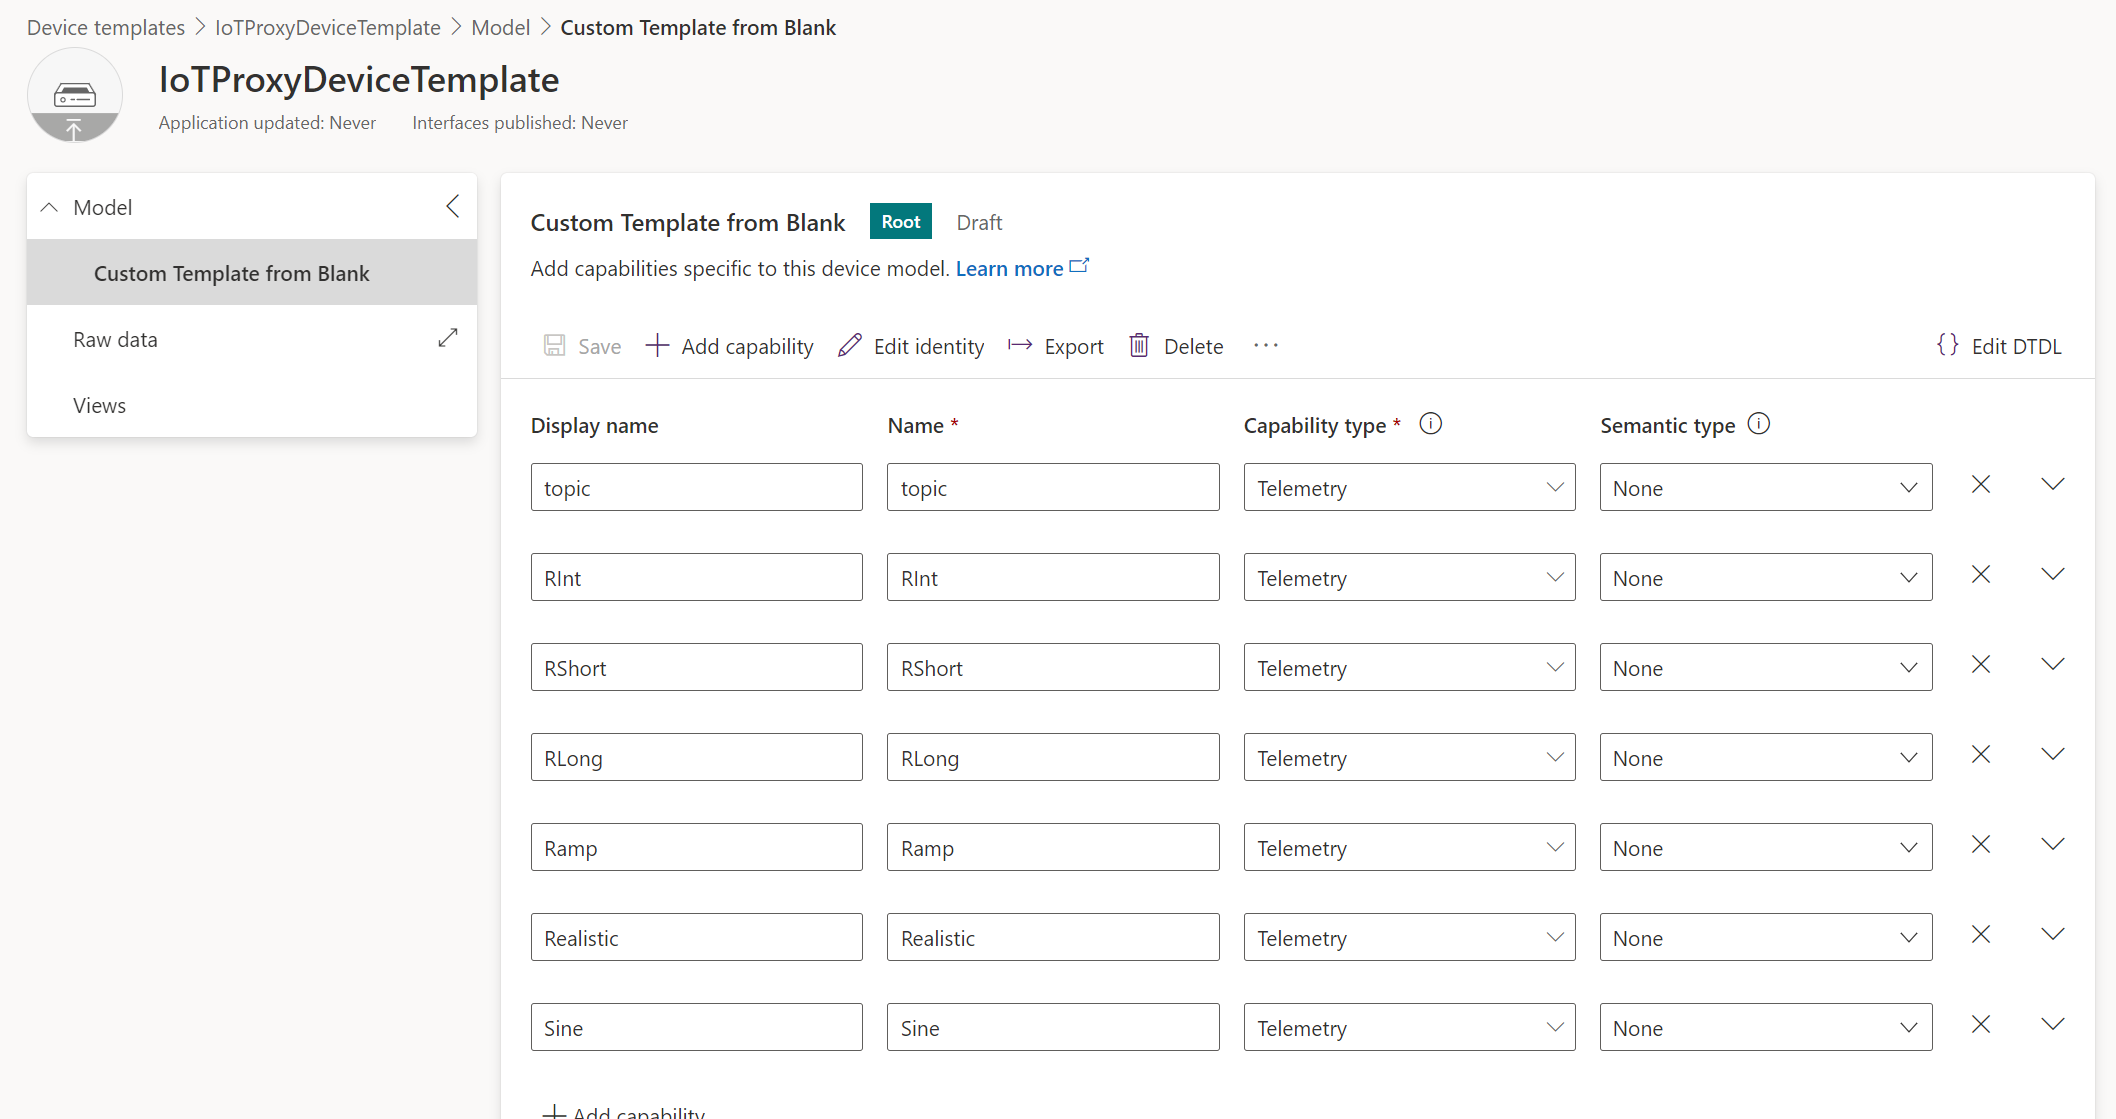 Device templates > IoTProxyDeviceTemplate > Model > Custom Template from Blank
IoTProxyDeviceTemplate
Application updated: Never Interfaces published: Never
Model
Custom Template from Blank
Raw data
Views
Custom Template from Blank Root Draft
Add capabilities specific to this device model. Learn more
Save Add capability Edit identity Export Delete ··· {} Edit DTDL
Display name Name * Capability type * Semantic type
topic topic Telemetry None
RInt RInt Telemetry None
RShort RShort Telemetry None
RLong RLong Telemetry None
Ramp Ramp Telemetry None
Realistic Realistic Telemetry None
Sine Sine Telemetry None
Add capability